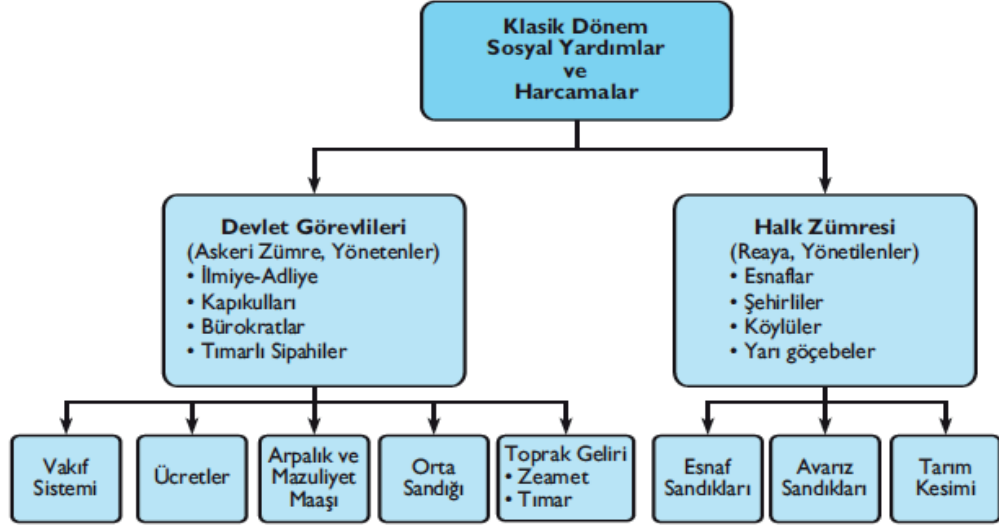 Klasik Dönem
Sosyal Yardımlar
ve
Harcamalar
Devlet Görevlileri
(Askeri Zümre, Yönetenler)
• İlmiye-Adliye
• Kapıkulları
• Bürokratlar
• Tımarlı Sipahiler
Halk Zümresi
(Reaya, Yönetilenler)
• Esnaflar
• Şehirliler
• Köylüler
• Yarı göçebeler
Vakıf
Sistemi
Ücretler
Arpalık ve
Mazuliyet
Maaşı
Orta
Sandığı
Toprak Geliri
• Zeamet
• Tımar
Esnaf
Sandıkları
Avarız
Sandıkları
Tarım
Kesimi